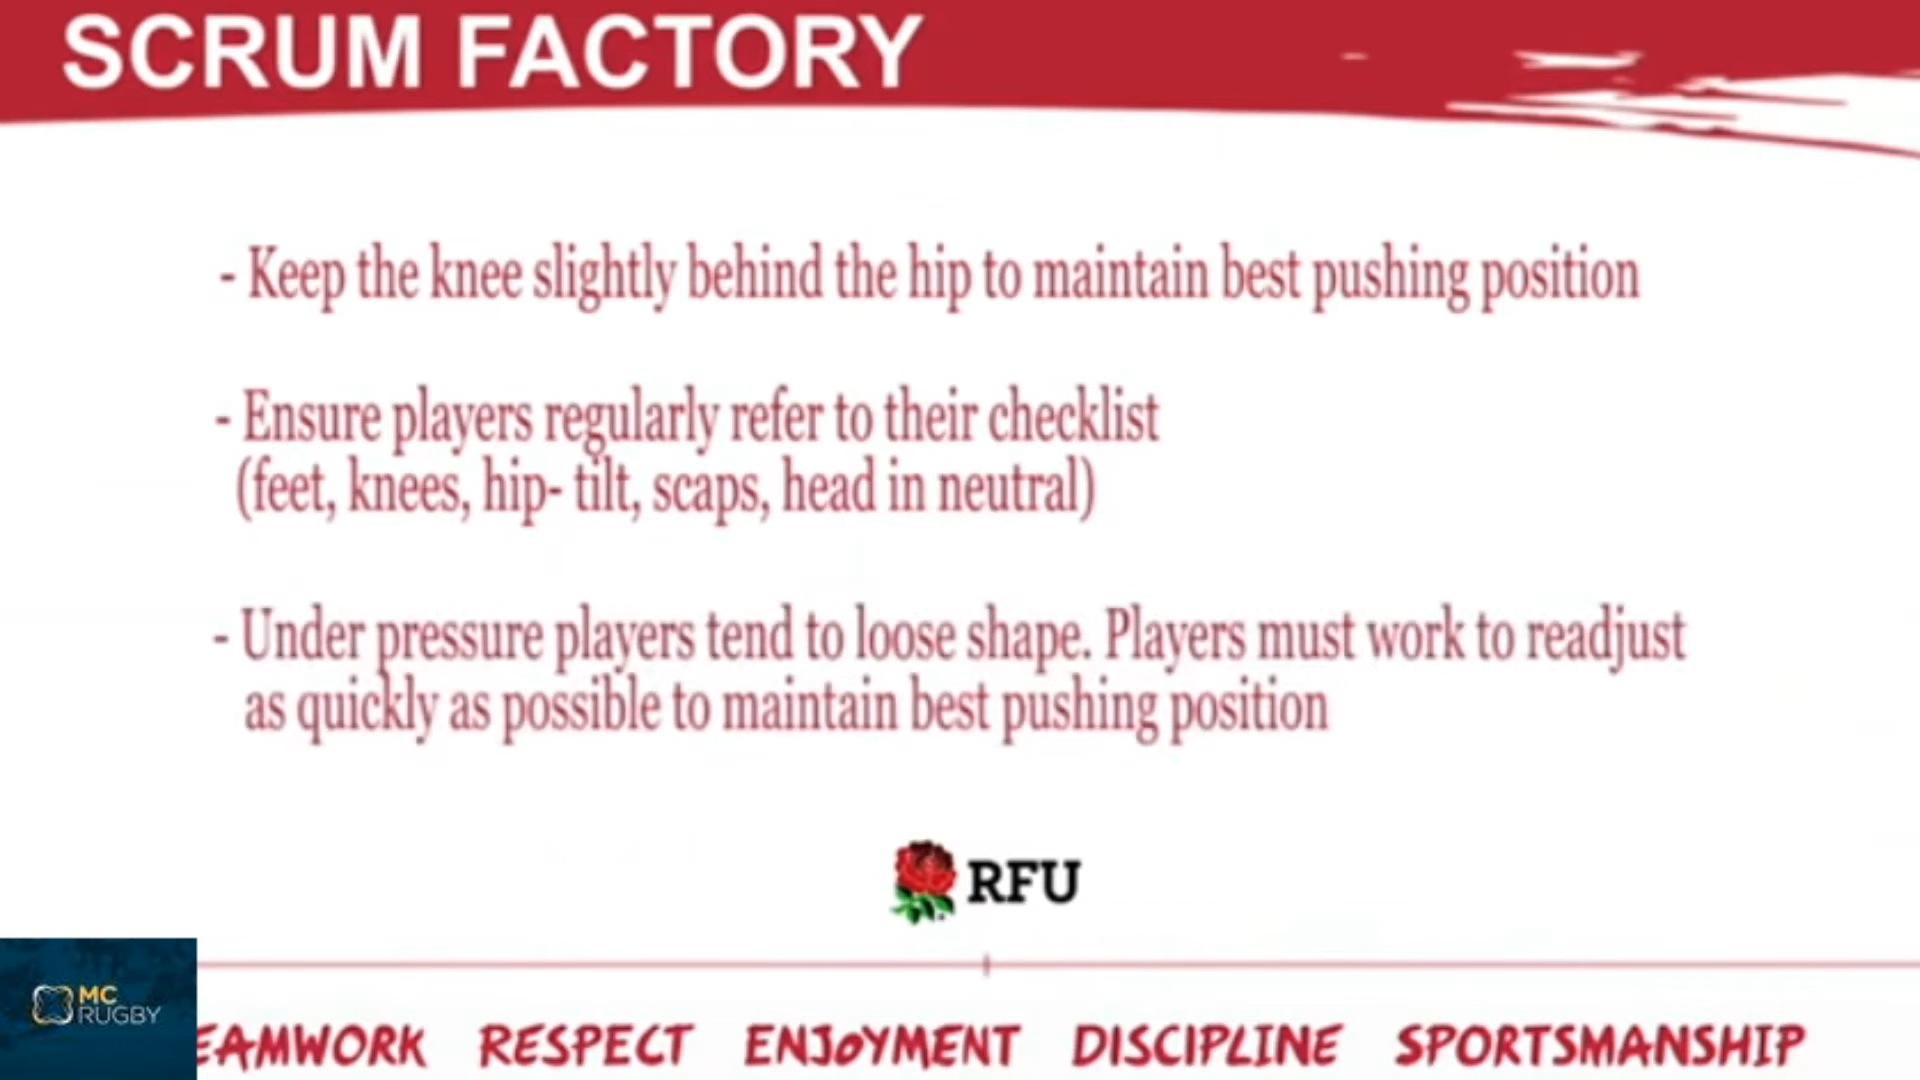 SCRUM FACTORY
- Keep the knee slightly behind the hip to maintain best pushing position
- Ensure players regularly refer to their checklist
(feet, knees, hip- tilt, scaps, head in neutral)
- Under pressure players tend to loose shape. Players must work to readjust
as quickly as possible to maintain best pushing position
RFU
MC
RUGBY
EAMWORK RESPECT ENJOYMENT DISCIPLINE SPORTSMANSHIP